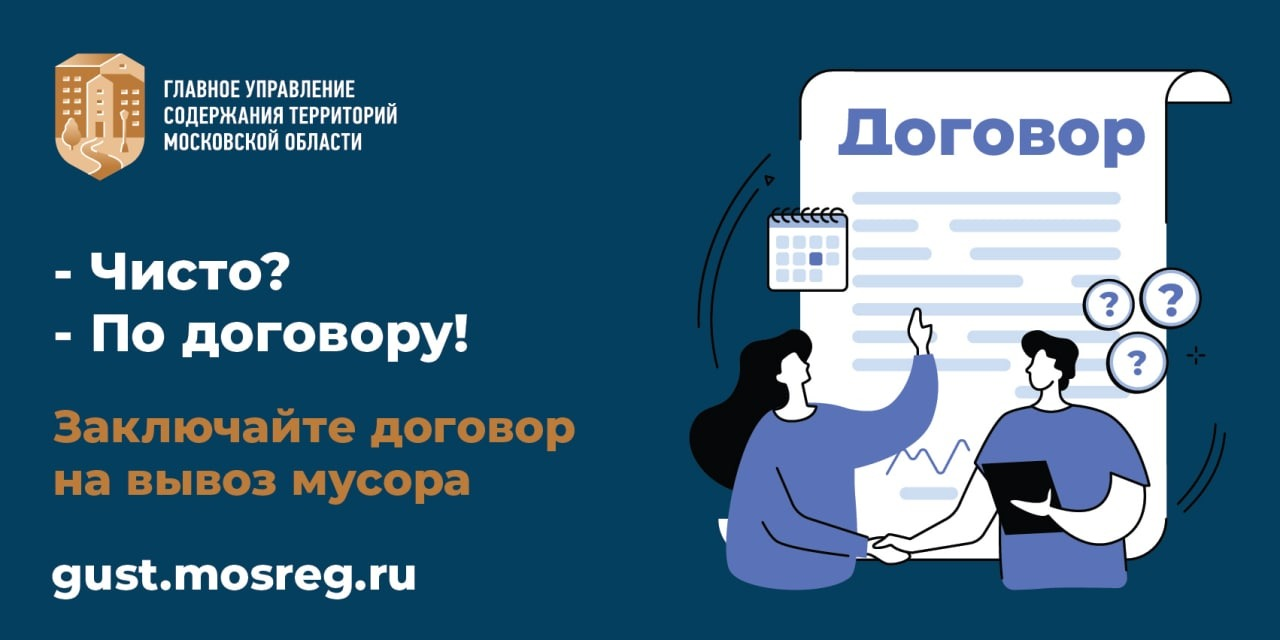 ГЛАВНОЕ УПРАВЛЕНИЕ
СОДЕРЖАНИЯ ТЕРРИТОРИЙ
МОСКОВСКОЙ ОБЛАСТИ
- Чисто?
- По договору!
Заключайте договор
на вывоз мусора
gust.mosreg.ru
Договор
?
?
?